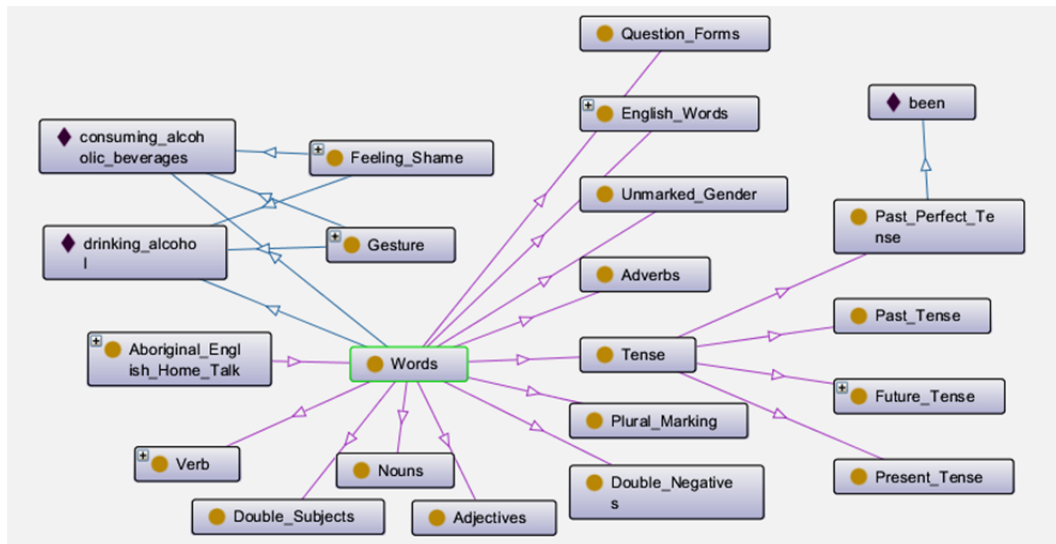 Question_Forms
been
English_Words
consuming_alcoh
olic_beverages
Feeling_Shame
Unmarked_Gender
Past_Perfect_Te
nse
drinking_alcoho
l
Gesture
Adverbs
Past_Tense
Aboriginal_Engl
ish_Home_Talk
Words
Tense
Future_Tense
Plural_Marking
Verb
Nouns
Present_Tense
Double_Negative
s
Double_Subjects
Adjectives